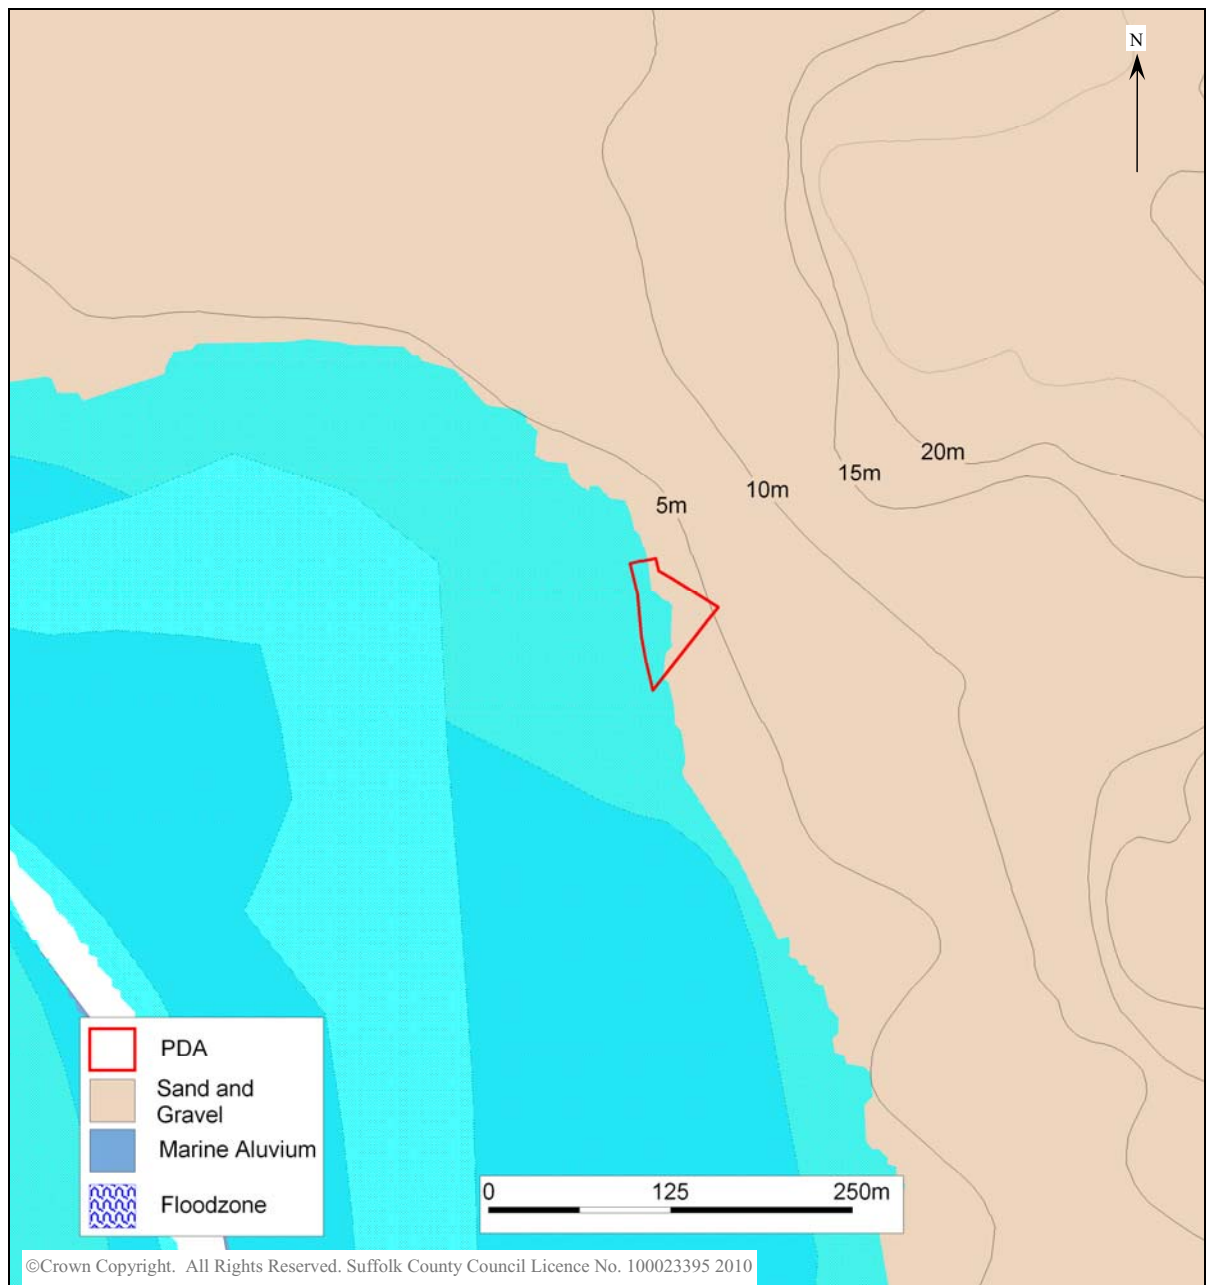 N
20m
15m
10m
5m
PDA
Sand and
Gravel
Marine Aluvium
Floodzone
0 125 250m
©Crown Copyright. All Rights Reserved. Suffolk County Council Licence No. 100023395 2010